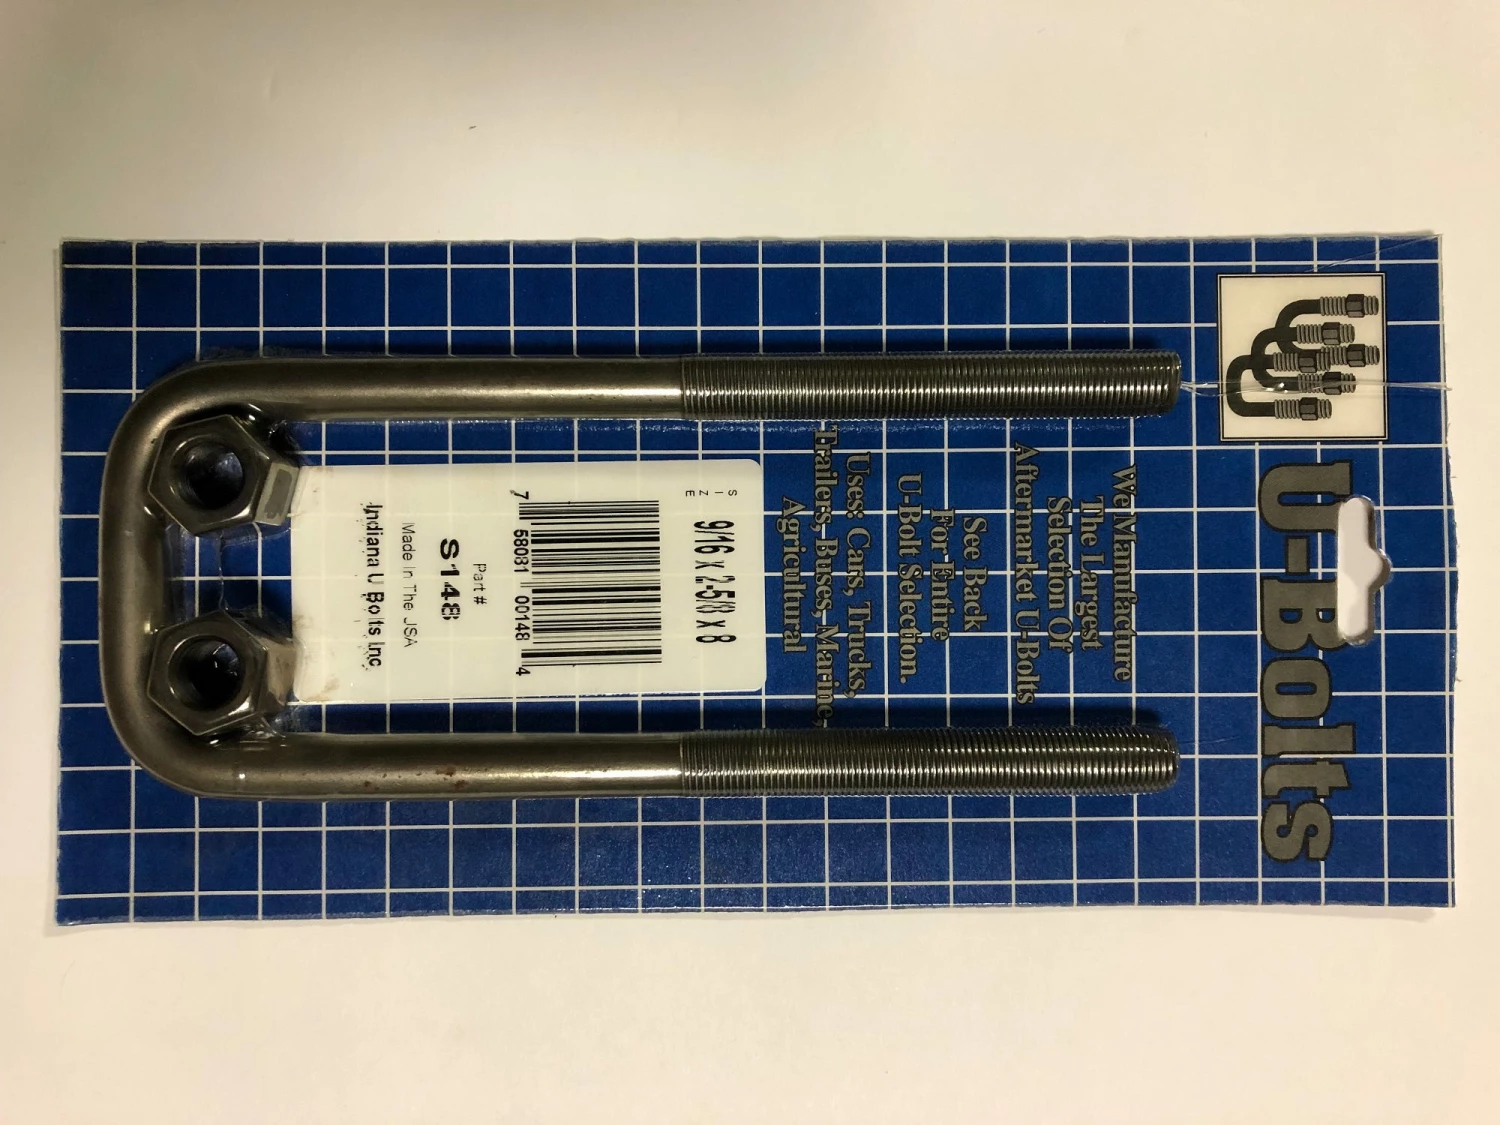 U-Bolts
We Manufacture
The Largest
Selection Of
Aftermarket U-Bolts
See Back
For Entire
U-Bolt Selection.
Uses: Cars, Trucks,
Trailers, Buses, Marine,
Agricultural
SIZE
9/16 x 2-5/8 x 8
7 68081 00148 4
Part #
S148
Made In The USA
Indiana U Bolts Inc